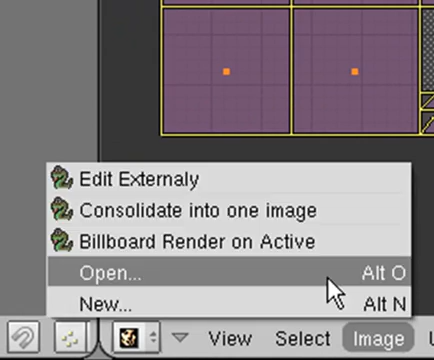 Edit Externaly
Consolidate into one image
Billboard Render on Active
Open... Alt O
New... Alt N
View Select Image